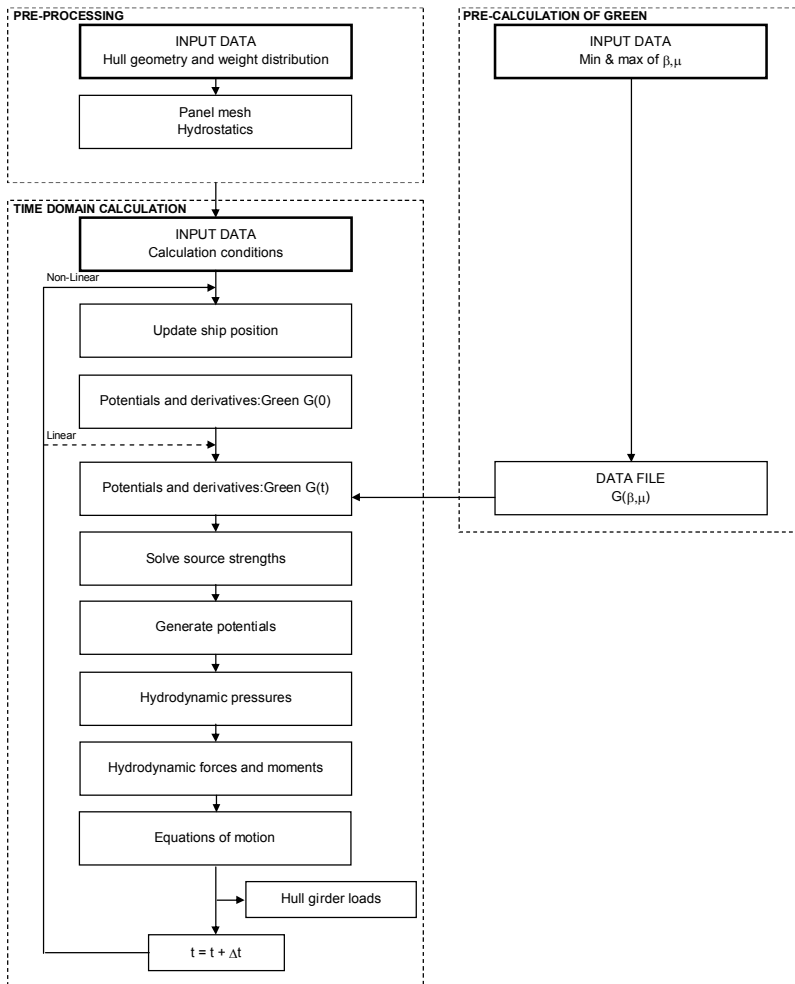 PRE-PROCESSING
INPUT DATA
Hull geometry and weight distribution
Panel mesh
Hydrostatics
TIME DOMAIN CALCULATION
INPUT DATA
Calculation conditions
Non-Linear
Update ship position
Potentials and derivatives:Green G(0)
Linear
Potentials and derivatives:Green G(t)
Solve source strengths
Generate potentials
Hydrodynamic pressures
Hydrodynamic forces and moments
Equations of motion
Hull girder loads
t = t + Δt
PRE-CALCULATION OF GREEN
INPUT DATA
Min & max of β,μ
DATA FILE
G(β,μ)